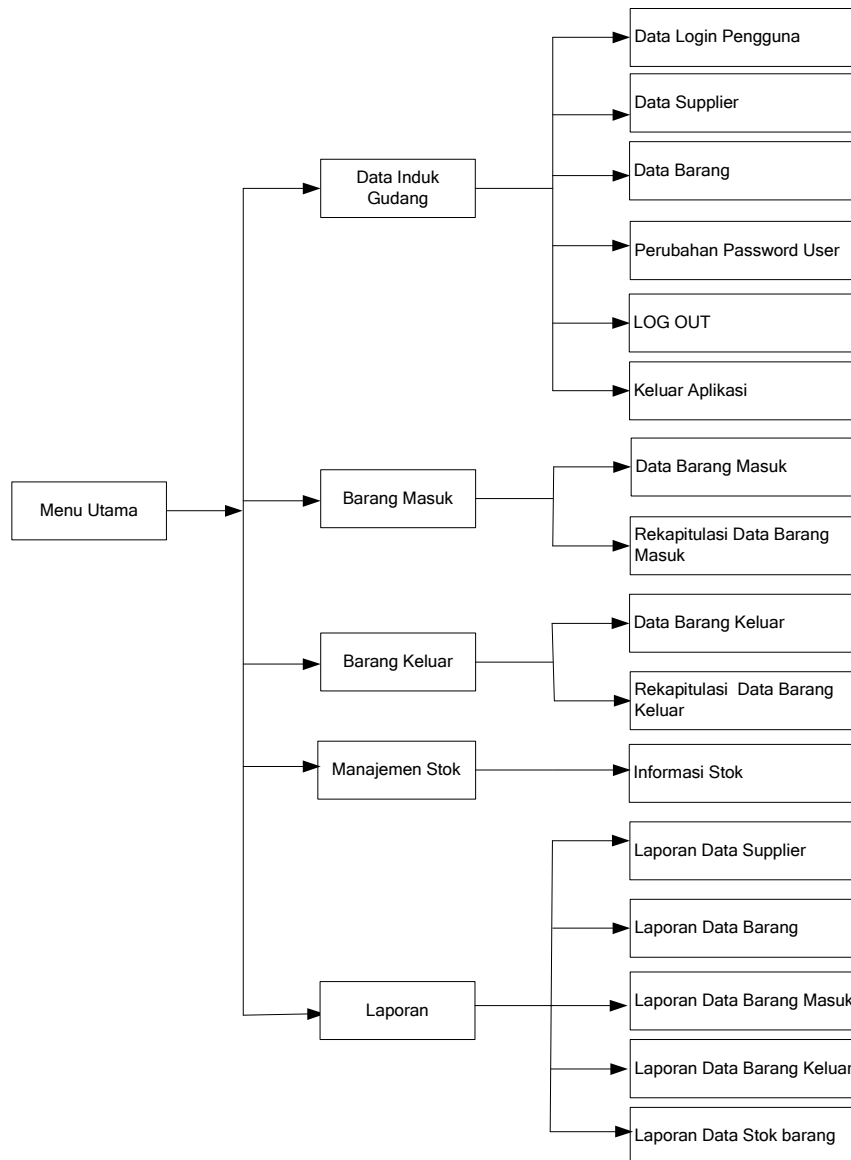 Data Login Pengguna
Data Supplier
Data Induk
Gudang
Data Barang
Perubahan Password User
LOG OUT
Keluar Aplikasi
Menu Utama
Barang Masuk
Data Barang Masuk
Rekapitulasi Data Barang
Masuk
Barang Keluar
Data Barang Keluar
Rekapitulasi  Data Barang
Keluar
Manajemen Stok
Informasi Stok
Laporan
Laporan Data Supplier
Laporan Data Barang
Laporan Data Barang Masuk
Laporan Data Barang Keluar
Laporan Data Stok barang